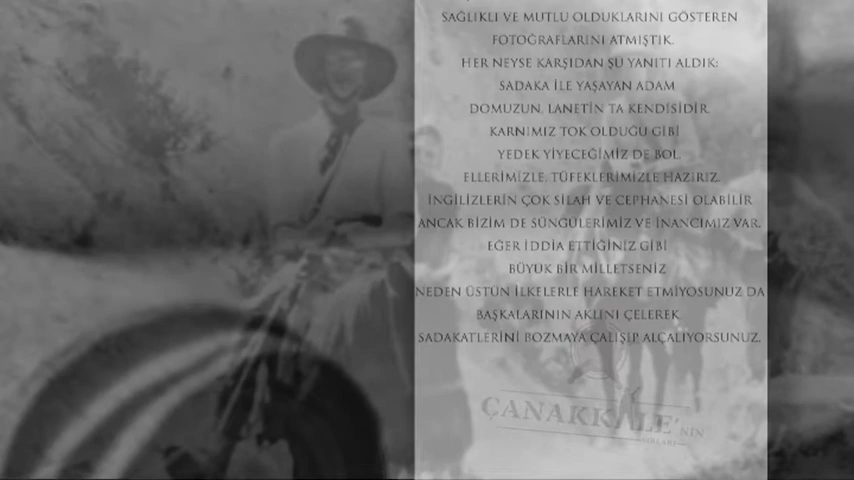 SAĞLIKLI VE MUTLU OLDUKLARINI GÖSTEREN
FOTOĞRAFLARINI ATMIŞTIK.
HER NEYSE KARŞIDAN ŞU YANITI ALDIK:
SADAKA İLE YAŞAYAN ADAM
DOMUZUN, LANETİN TA KENDİSİDİR.
KARNIMIZ TOK OLDUĞU GİBİ
YEDEK YİYECEĞİMİZ DE BOL.
ELLERİMİZLE, TÜFEKLERİMİZLE HAZIRIZ.
İNGİLİZLERİN ÇOK SİLAH VE CEPHANESİ OLABİLİR
ANCAK BİZİM DE SÜNGÜLERİMİZ VE İNANCIMIZ VAR.
EĞER İDDİA ETTİĞİNİZ GİBİ
BÜYÜK BİR MİLLETSENİZ
NEDEN ÜSTÜN İLKELERLE HAREKET ETMİYOSUNUZ DA
BAŞKALARININ AKLINI ÇELEREK
SADAKATLERİNİ BOZMAYA ÇALIŞIP ALÇALIYORSUNUZ.
ÇANAKKALE'NİN